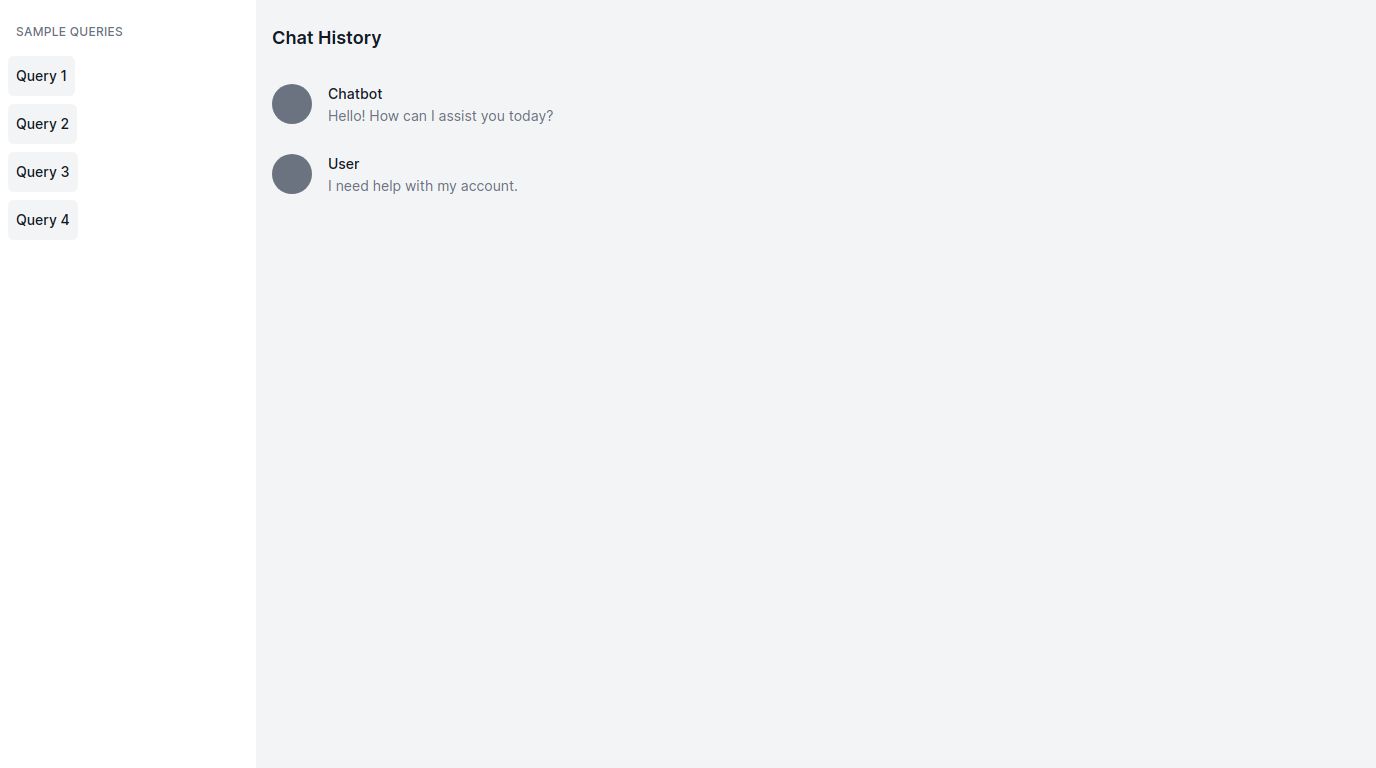 SAMPLE QUERIES
Query 1
Query 2
Query 3
Query 4
Chat History
Chatbot
Hello! How can I assist you today?
User
I need help with my account.